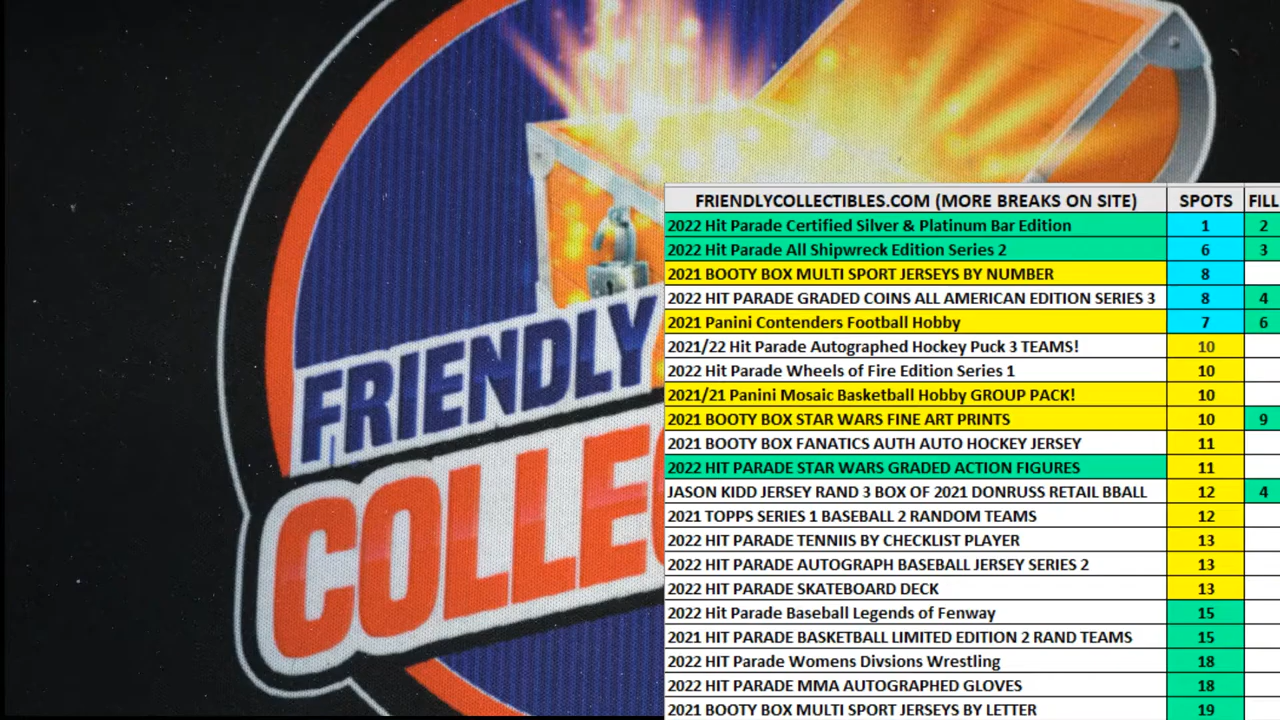 FRIENDLY
COLLE
FRIENDLYCOLLECTIBLES.COM (MORE BREAKS ON SITE) SPOTS FILL
2022 Hit Parade Certified Silver & Platinum Bar Edition 1 2
2022 Hit Parade All Shipwreck Edition Series 2 6 3
2021 BOOTY BOX MULTI SPORT JERSEYS BY NUMBER 8
2022 HIT PARADE GRADED COINS ALL AMERICAN EDITION SERIES 3 8 4
2021 Panini Contenders Football Hobby 7 6
2021/22 Hit Parade Autographed Hockey Puck 3 TEAMS! 10
2022 Hit Parade Wheels of Fire Edition Series 1 10
2021/21 Panini Mosaic Basketball Hobby GROUP PACK! 10
2021 BOOTY BOX STAR WARS FINE ART PRINTS 10 9
2021 BOOTY BOX FANATICS AUTH AUTO HOCKEY JERSEY 11
2022 HIT PARADE STAR WARS GRADED ACTION FIGURES 11
JASON KIDD JERSEY RAND 3 BOX OF 2021 DONRUSS RETAIL BBALL 12 4
2021 TOPPS SERIES 1 BASEBALL 2 RANDOM TEAMS 12
2022 HIT PARADE TENNIIS BY CHECKLIST PLAYER 13
2022 HIT PARADE AUTOGRAPH BASEBALL JERSEY SERIES 2 13
2022 HIT PARADE SKATEBOARD DECK 13
2022 Hit Parade Baseball Legends of Fenway 15
2021 HIT PARADE BASKETBALL LIMITED EDITION 2 RAND TEAMS 15
2022 HIT Parade Womens Divsions Wrestling 18
2022 HIT PARADE MMA AUTOGRAPHED GLOVES 18
2021 BOOTY BOX MULTI SPORT JERSEYS BY LETTER 19